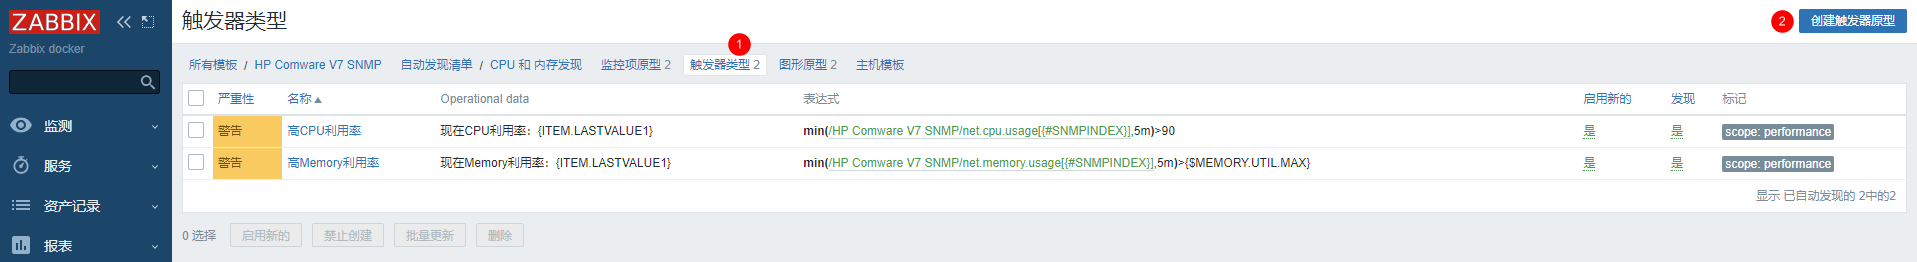 ZABBIX
Zabbix docker
监测
服务
资产记录
报表
触发器类型
2 创建触发器原型
1
所有模板 / HP Comware V7 SNMP 自动发现清单 / CPU 和 内存发现 监控项原型 2 触发器类型 2 图形原型 2 主机模板
严重性 名称 Operational data 表达式 启用新的 发现 标记
警告 高CPU利用率 现在CPU利用率：{ITEM.LASTVALUE1} min(/HP Comware V7 SNMP/net.cpu.usage[{#SNMPINDEX}],5m)>90 是 是 scope: performance
警告 高Memory利用率 现在Memory利用率：{ITEM.LASTVALUE1} min(/HP Comware V7 SNMP/net.memory.usage[{#SNMPINDEX}],5m)>{$MEMORY.UTIL.MAX} 是 是 scope: performance
显示 已自动发现的 2中的2
0 选择 启用新的 禁止创建 批量更新 删除